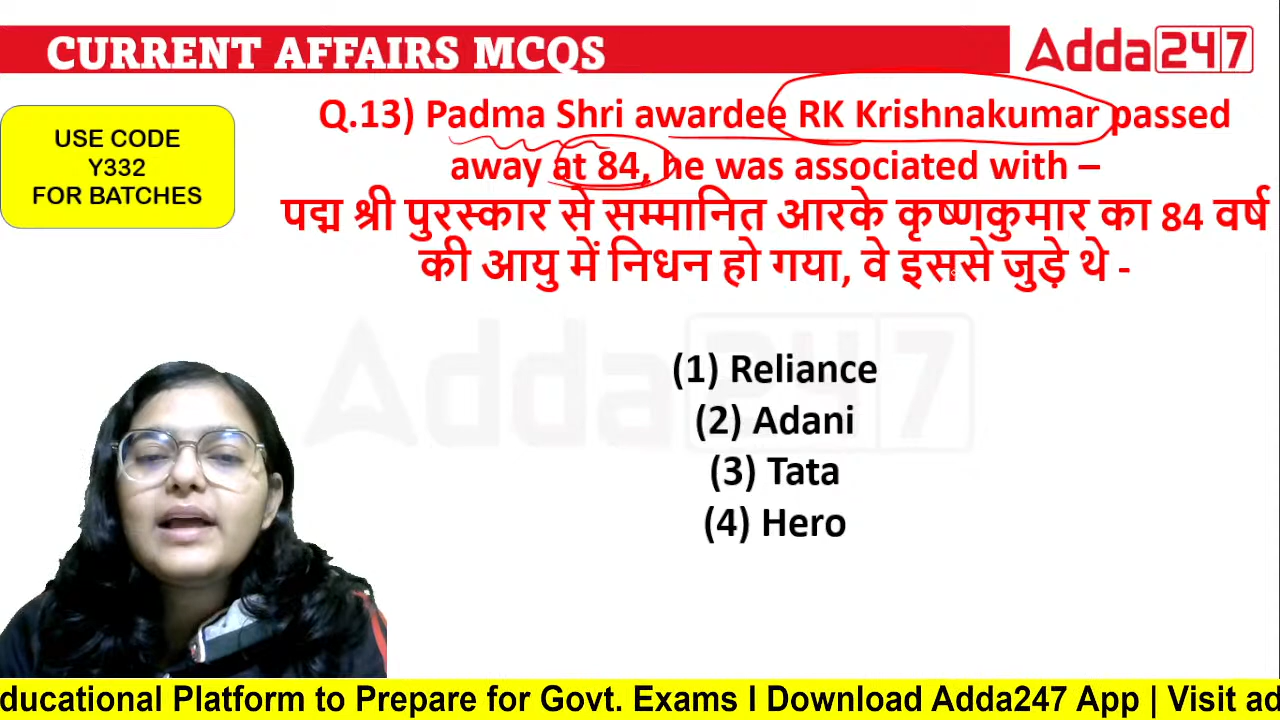 CURRENT AFFAIRS MCQS
Adda247
USE CODE
Y332
FOR BATCHES
Q.13) Padma Shri awardee RK Krishnakumar passed
away at 84, he was associated with –
पद्म श्री पुरस्कार से सम्मानित आरके कृष्णकुमार का 84 वर्ष
की आयु में निधन हो गया, वे इससे जुड़े थे -
Adda247
(1) Reliance
(2) Adani
(3) Tata
(4) Hero
ducational Platform to Prepare for Govt. Exams I Download Adda247 App | Visit ad